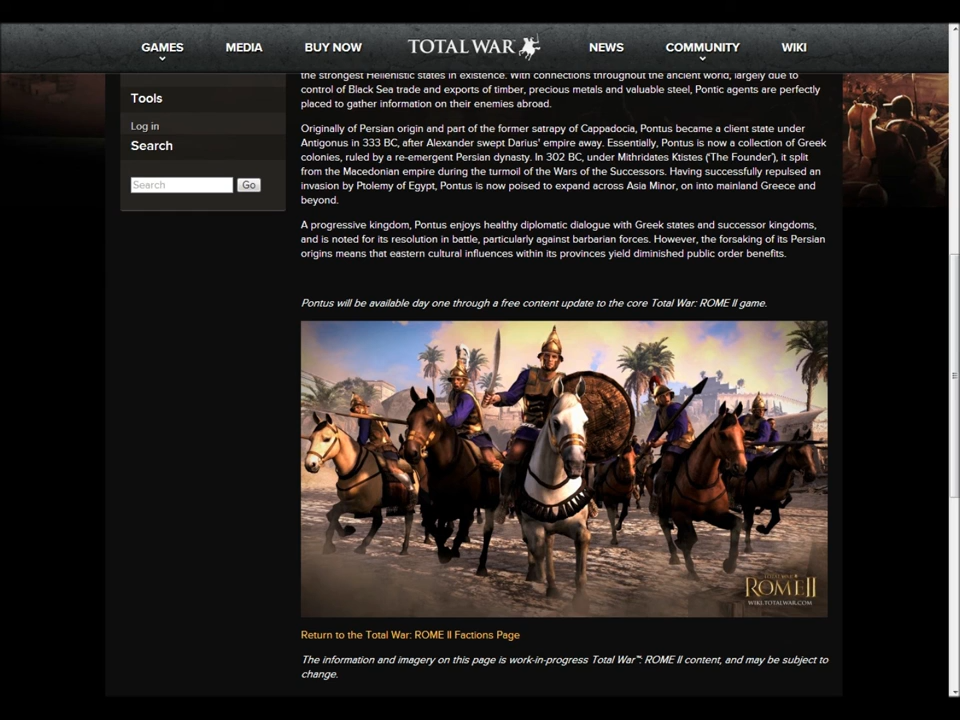 GAMES MEDIA BUY NOW TOTAL WAR NEWS COMMUNITY WIKI
Tools
Log in
Search
Search Go
the strongest Hellenistic states in existence. With connections throughout the ancient world, largely due to
control of Black Sea trade and exports of timber, precious metals and valuable steel, Pontic agents are perfectly
placed to gather information on their enemies abroad.
Originally of Persian origin and part of the former satrapy of Cappadocia, Pontus became a client state under
Antigonus in 333 BC, after Alexander swept Darius' empire away. Essentially, Pontus is now a collection of Greek
colonies, ruled by a re-emergent Persian dynasty. In 302 BC, under Mithridates Ktistes ('The Founder'), it split
from the Macedonian empire during the turmoil of the Wars of the Successors. Having successfully repulsed an
invasion by Ptolemy of Egypt, Pontus is now poised to expand across Asia Minor, on into mainland Greece and
beyond.
A progressive kingdom, Pontus enjoys healthy diplomatic dialogue with Greek states and successor kingdoms,
and is noted for its resolution in battle, particularly against barbarian forces. However, the forsaking of its Persian
origins means that eastern cultural influences within its provinces yield diminished public order benefits.
Pontus will be available day one through a free content update to the core Total War: ROME II game.
TOTAL WAR
ROME II
WIKI.TOTALWAR.COM
Return to the Total War: ROME II Factions Page
The information and imagery on this page is work-in-progress Total War™: ROME II content, and may be subject to
change.